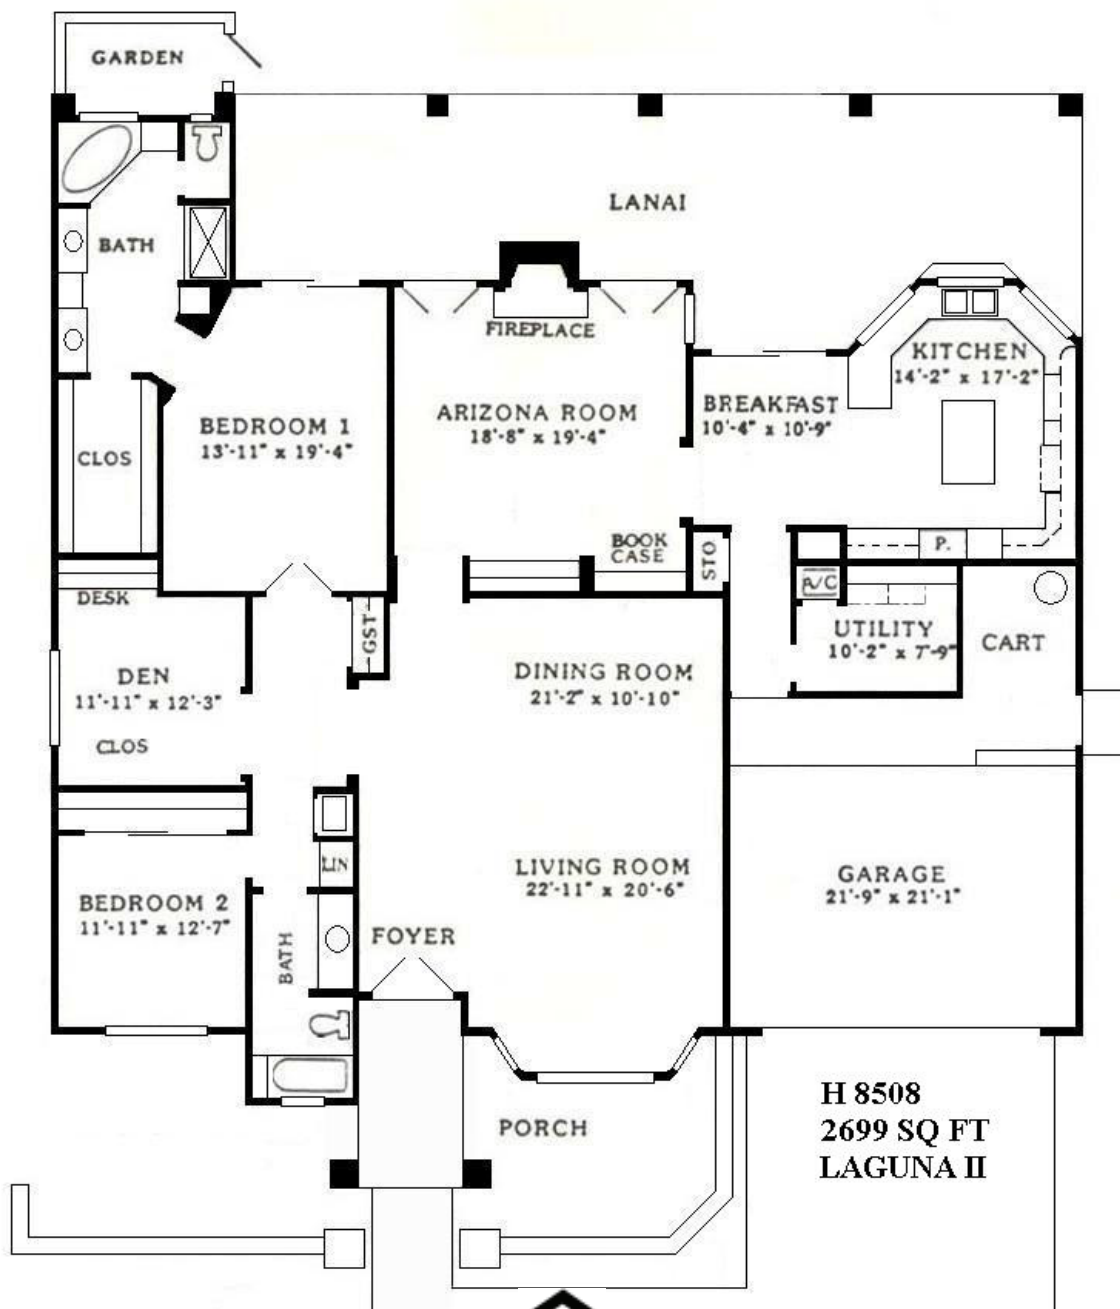 GARDEN
LANAI
BATH
FIREPLACE
KITCHEN
14'-2" x 17'-2"
BREAKFAST
10'-4" x 10'-9"
ARIZONA ROOM
18'-8" x 19'-4"
BEDROOM 1
13'-11" x 19'-4"
CLOS
BOOK
CASE
STO
P.
A/C
DESK
GST
UTILITY
10'-2" x 7'-9"
CART
DEN
11'-11" x 12'-3"
CLOS
DINING ROOM
21'-2" x 10'-10"
LIN
LIVING ROOM
22'-11" x 20'-6"
GARAGE
21'-9" x 21'-1"
BEDROOM 2
11'-11" x 12'-7"
BATH
FOYER
PORCH
H 8508
2699 SQ FT
LAGUNA II